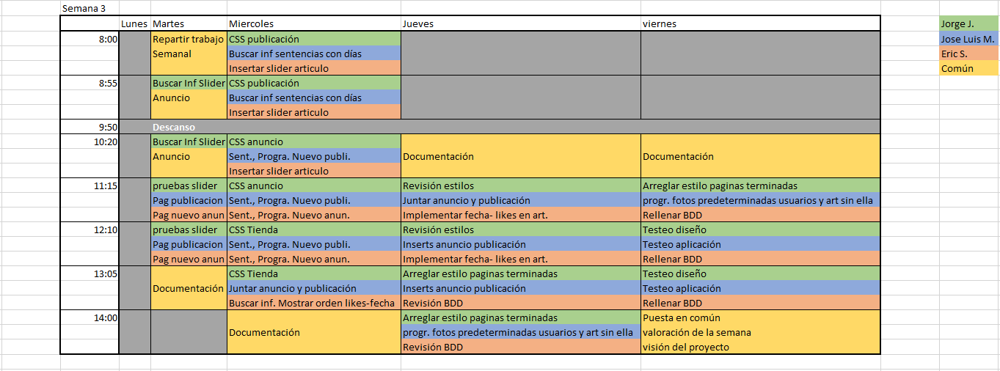 Semana 3
Lunes Martes Miercoles Jueves viernes Jorge J.
8:00 Repartir trabajo CSS publicación Jose Luis M.
Semanal Buscar inf sentencias con días Eric S.
Insertar slider articulo Común
8:55 Buscar Inf Slider CSS publicación
Anuncio Buscar inf sentencias con días
Insertar slider articulo
9:50 Descanso
10:20 Buscar Inf Slider CSS anuncio
Anuncio Sent., Progra. Nuevo publi. Documentación Documentación
Insertar slider articulo
11:15 pruebas slider CSS anuncio Revisión estilos Arreglar estilo paginas terminadas
Pag publicacion Sent., Progra. Nuevo publi. Juntar anuncio y publicación progr. fotos predeterminadas usuarios y art sin ella
Pag nuevo anun Sent., Progra. Nuevo anun. Implementar fecha- likes en art. Rellenar BDD
12:10 pruebas slider CSS Tienda Revisión estilos Testeo diseño
Pag publicacion Sent., Progra. Nuevo publi. Inserts anuncio publicación Testeo aplicación
Pag nuevo anun Sent., Progra. Nuevo anun. Implementar fecha- likes en art. Rellenar BDD
13:05 CSS Tienda Arreglar estilo paginas terminadas Testeo diseño
Documentación Juntar anuncio y publicación Inserts anuncio publicación Testeo aplicación
Buscar inf. Mostrar orden likes-fecha Revisión BDD Rellenar BDD
14:00 Arreglar estilo paginas terminadas Puesta en común
Documentación progr. fotos predeterminadas usuarios y art sin ella valoración de la semana
Revisión BDD visión del proyecto